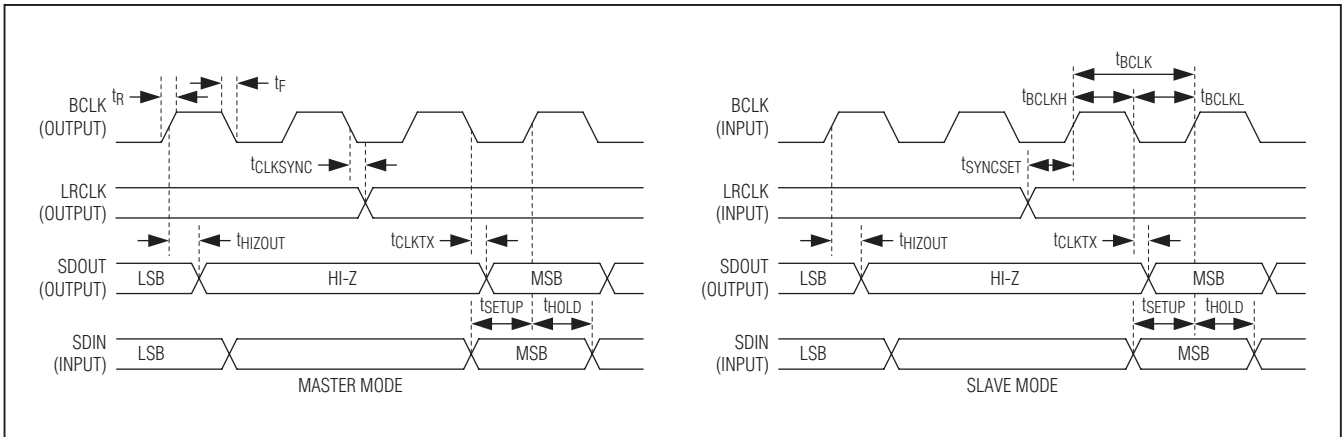 tR
tF
BCLK
(OUTPUT)
tCLKSYNC
LRCLK
(OUTPUT)
tHIZOUT
tCLKTX
SDOUT
(OUTPUT)
LSB
HI-Z
MSB
tSETUP
tHOLD
SDIN
(INPUT)
LSB
MSB
MASTER MODE
tBCLK
tBCLKH
tBCLKL
BCLK
(INPUT)
tSYNCSET
LRCLK
(INPUT)
tHIZOUT
tCLKTX
SDOUT
(OUTPUT)
LSB
HI-Z
MSB
tSETUP
tHOLD
SDIN
(INPUT)
LSB
MSB
SLAVE MODE